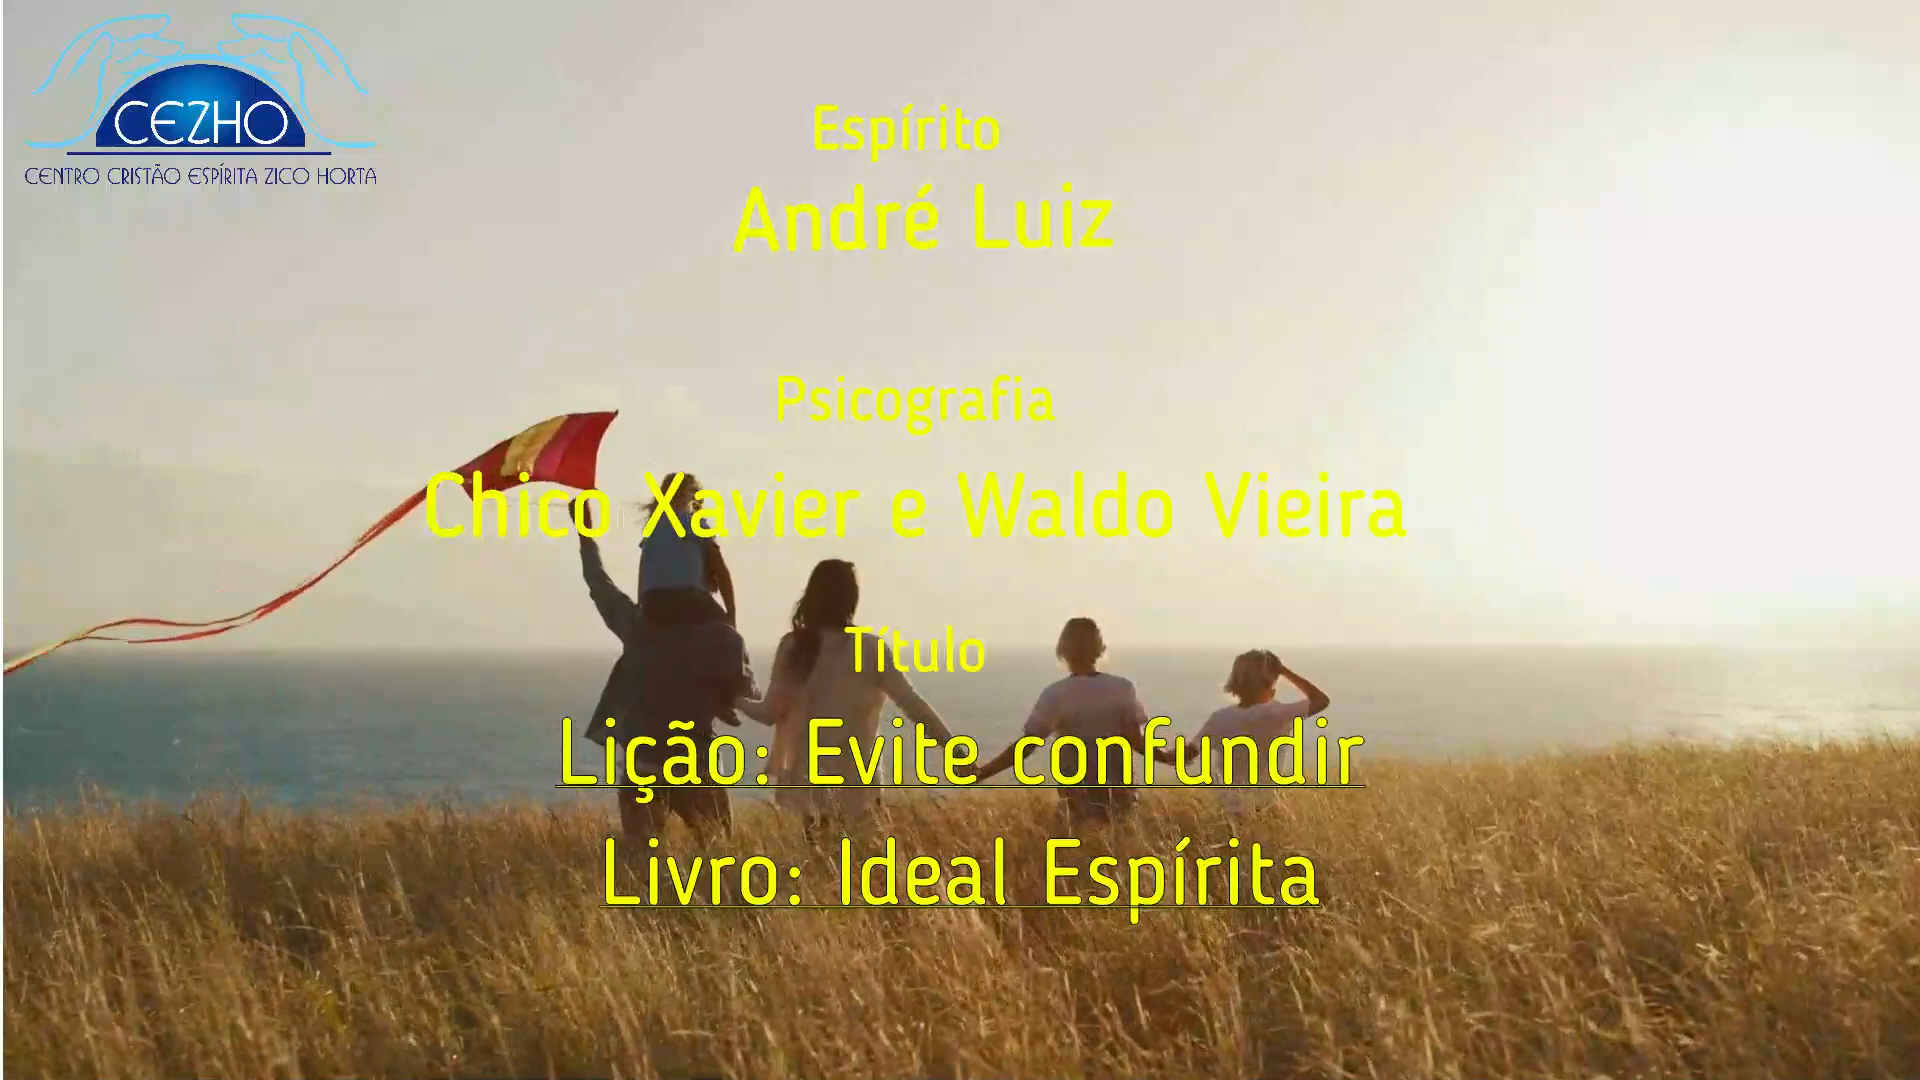 CEZHO
CENTRO CRISTÃO ESPÍRITA ZICO HORTA
Espírito
André Luiz
Psicografia
Chico Xavier e Waldo Vieira
Título
Lição: Evite confundir
Livro: Ideal Espírita